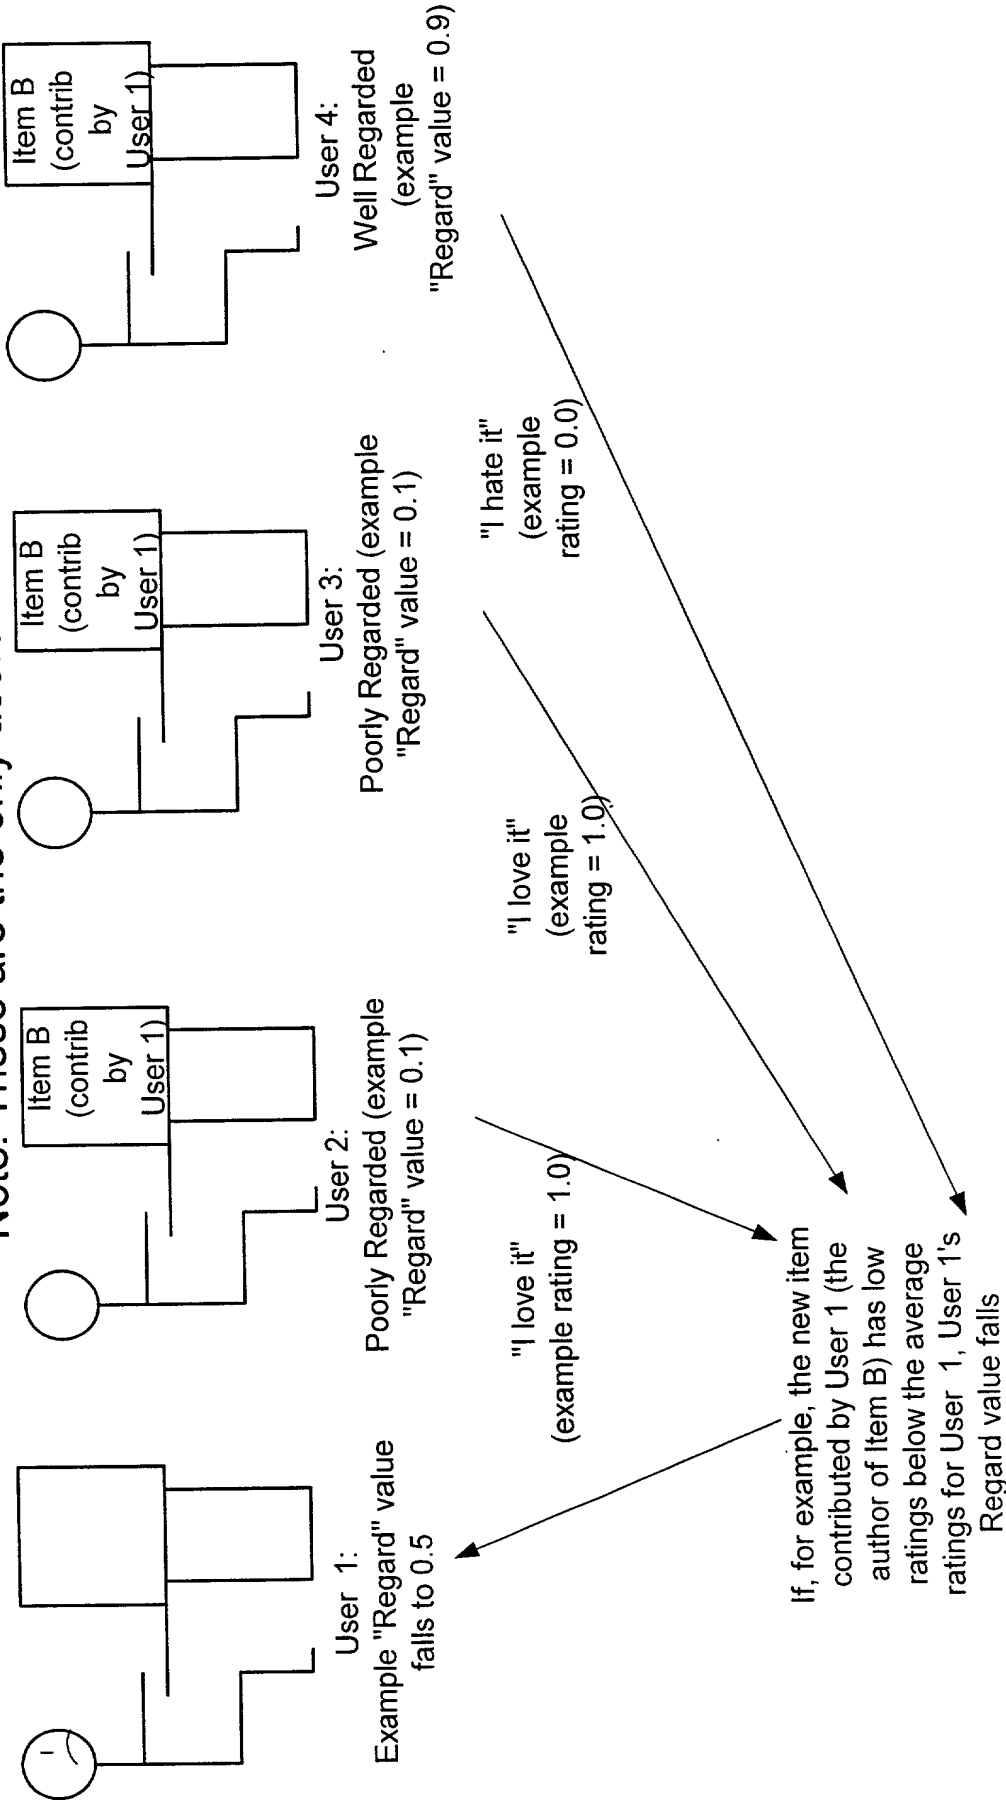 Note: These are the only
User 1:
Example "Regard" value
falls to 0.5
Item B
(contrib
by
User 1)
User 2:
Poorly Regarded (example
"Regard" value = 0.1)
Item B
(contrib
by
User 1)
User 3:
Poorly Regarded (example
"Regard" value = 0.1)
Item B
(contrib
by
User 1)
User 4:
Well Regarded
(example
"Regard" value = 0.9)
"I love it"
(example rating = 1.0)
"I love it"
(example
rating = 1.0)
"I hate it"
(example
rating = 0.0)
If, for example, the new item
contributed by User 1 (the
author of Item B) has low
ratings below the average
ratings for User 1, User 1's
Regard value falls